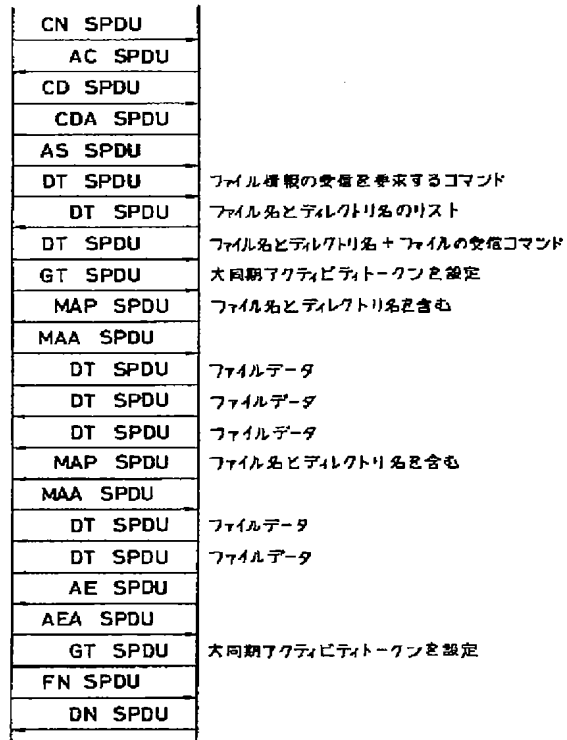 CN SPDU
AC SPDU
CD SPDU
CDA SPDU
AS SPDU
DT SPDU ファイル情報の受信を要求するコマンド
DT SPDU ファイル名とディレクトリ名のリスト
DT SPDU ファイル名とディレクトリ名+ファイルの受信コマンド
GT SPDU 大同期アクティビティトークンを設定
MAP SPDU ファイル名とディレクトリ名を含む
MAA SPDU
DT SPDU ファイルデータ
DT SPDU ファイルデータ
DT SPDU ファイルデータ
MAP SPDU ファイル名とディレクトリ名を含む
MAA SPDU
DT SPDU ファイルデータ
DT SPDU ファイルデータ
AE SPDU
AEA SPDU
GT SPDU 大同期アクティビティトークンを設定
FN SPDU
DN SPDU